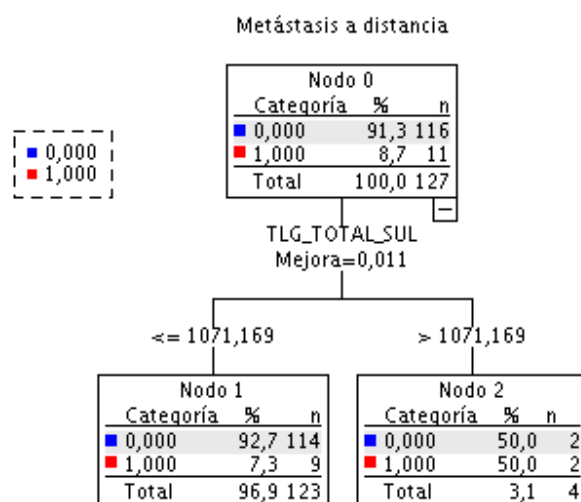 Metástasis a distancia
Nodo 0
Categoría % n
0,000 91,3 116
1,000 8,7 11
Total 100,0 127
0,000
1,000
TLG_TOTAL_SUL
Mejora=0,011
<= 1071,169
> 1071,169
Nodo 1
Categoría % n
0,000 92,7 114
1,000 7,3 9
Total 96,9 123
Nodo 2
Categoría % n
0,000 50,0 2
1,000 50,0 2
Total 3,1 4